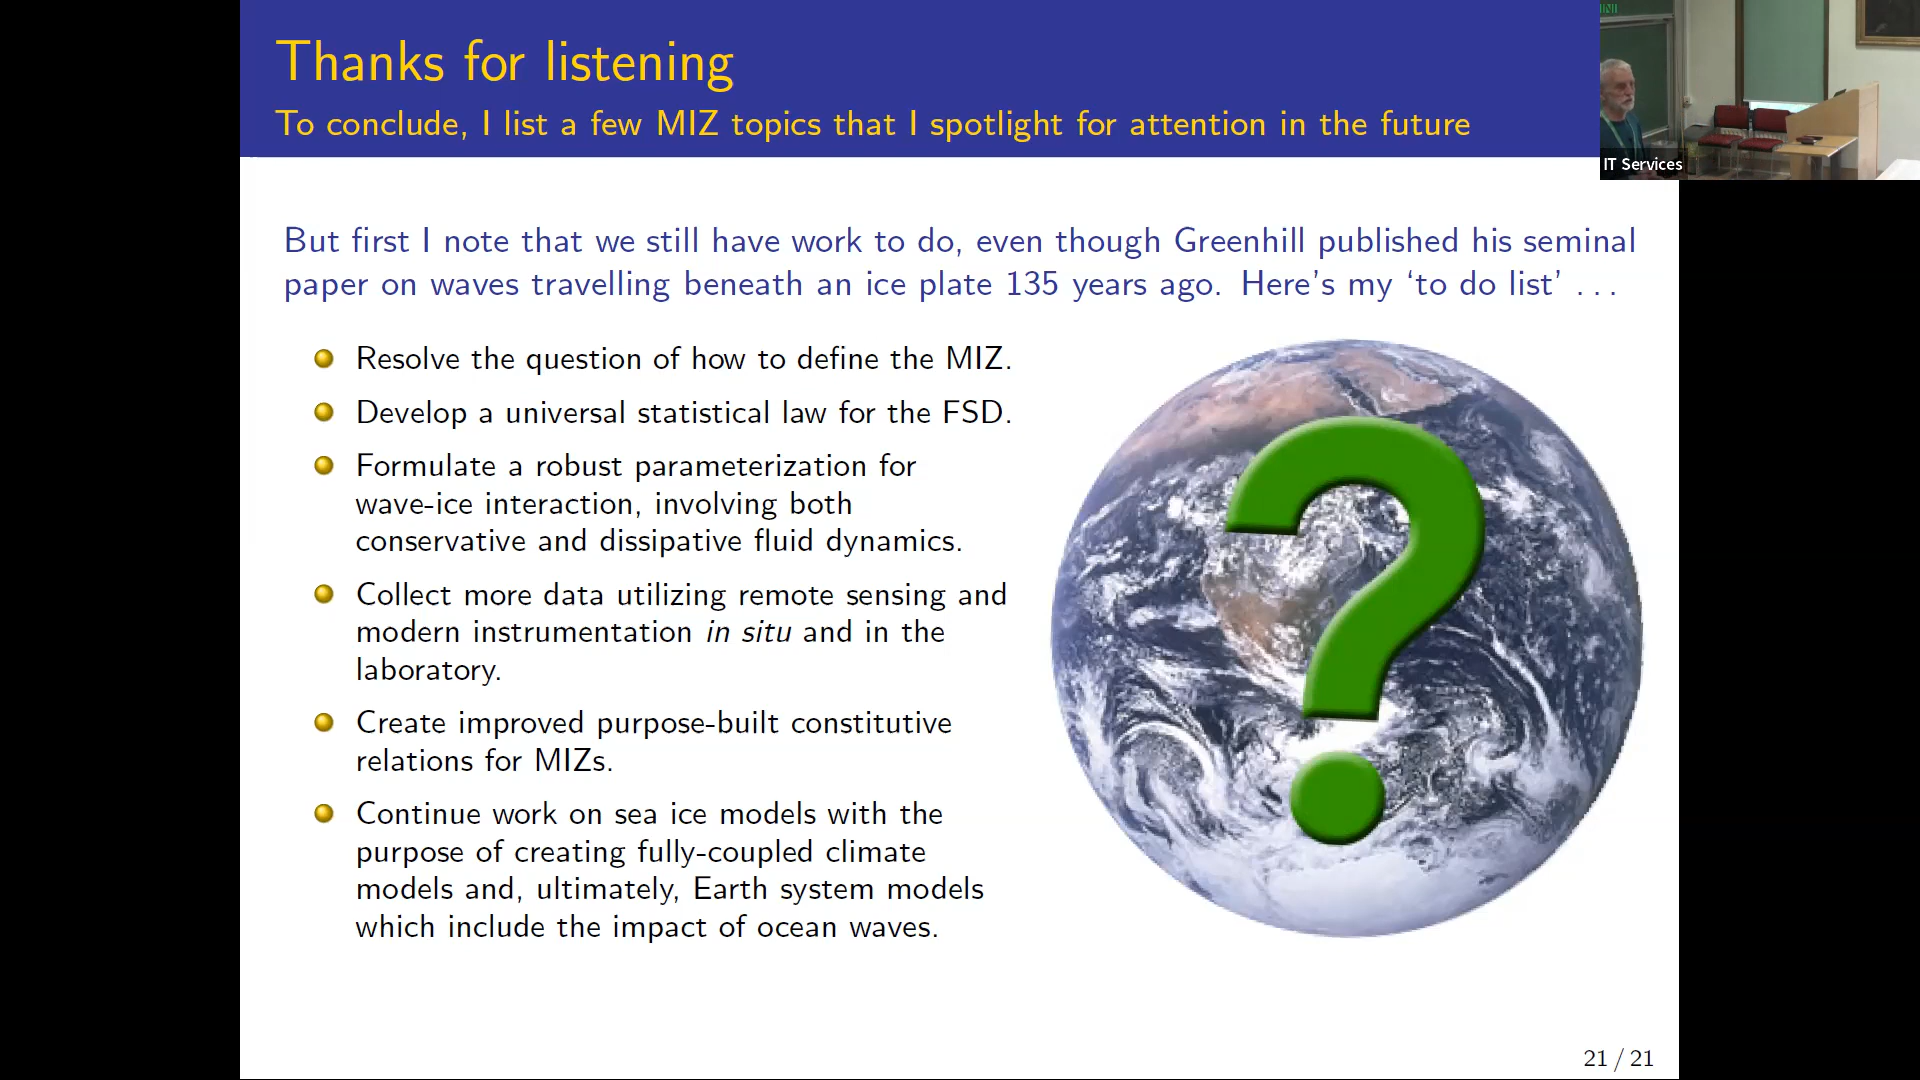 Thanks for listening
To conclude, I list a few MIZ topics that I spotlight for attention in the future
IT Services
But first I note that we still have work to do, even though Greenhill published his seminal
paper on waves travelling beneath an ice plate 135 years ago. Here's my ‘to do list’ . . .
Resolve the question of how to define the MIZ.
Develop a universal statistical law for the FSD.
Formulate a robust parameterization for
wave-ice interaction, involving both
conservative and dissipative fluid dynamics.
Collect more data utilizing remote sensing and
modern instrumentation in situ and in the
laboratory.
Create improved purpose-built constitutive
relations for MIZs.
Continue work on sea ice models with the
purpose of creating fully-coupled climate
models and, ultimately, Earth system models
which include the impact of ocean waves.
?
21 / 21